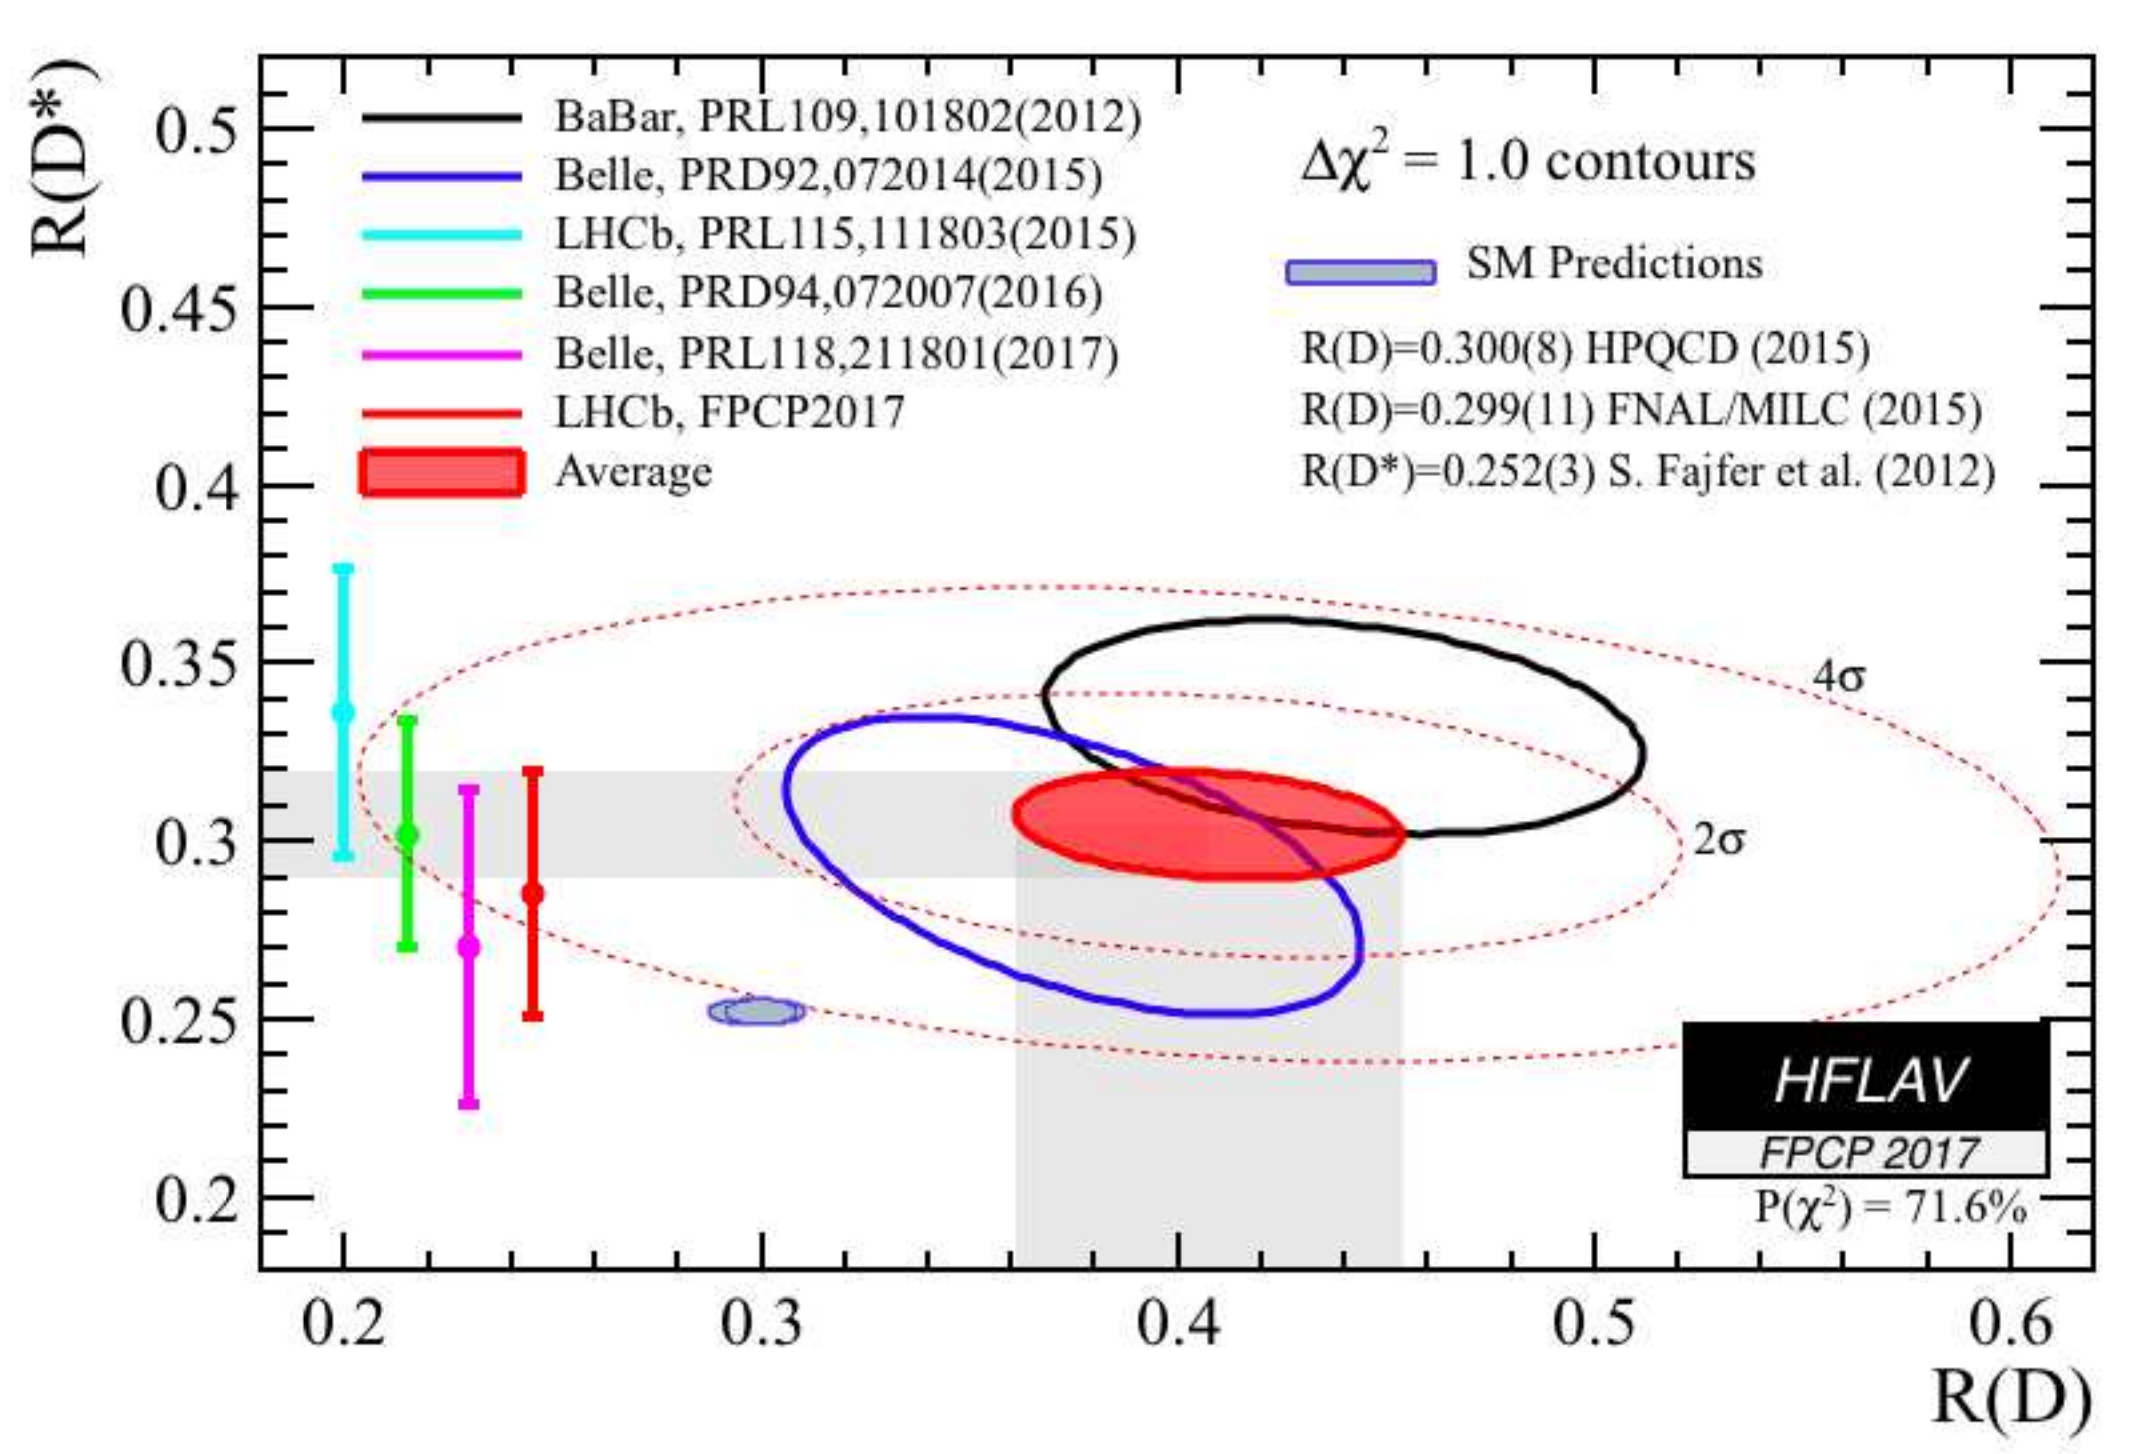 R(D*)
0.5
0.45
0.4
0.35
0.3
0.25
0.2
BaBar, PRL109,101802(2012)
Belle, PRD92,072014(2015)
LHCb, PRL115,111803(2015)
Belle, PRD94,072007(2016)
Belle, PRL118,211801(2017)
LHCb, FPCP2017
Average
Δχ² = 1.0 contours
SM Predictions
R(D)=0.300(8) HPQCD (2015)
R(D)=0.299(11) FNAL/MILC (2015)
R(D*)=0.252(3) S. Fajfer et al. (2012)
4σ
2σ
HFLAV
FPCP 2017
P(χ²) = 71.6%
0.2 0.3 0.4 0.5 0.6
R(D)